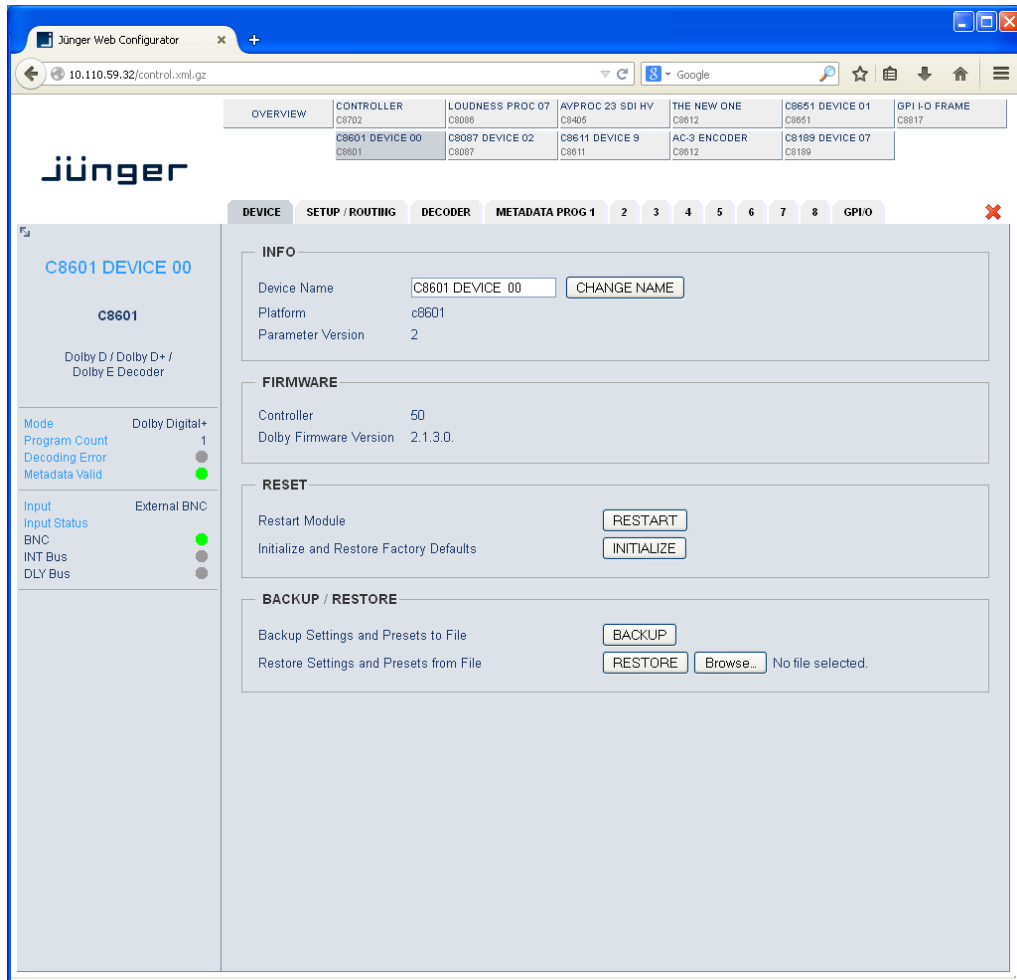 Jünger Web Configurator
10.110.59.32/control.xml.gz
8 Google
OVERVIEW
CONTROLLER
C8702
LOUDNESS PROC 07
C8086
AVPROC 23 SDI HV
C8405
THE NEW ONE
C8612
C8651 DEVICE 01
C8651
GPI I-O FRAME
C8817
C8601 DEVICE 00
C8601
C8087 DEVICE 02
C8087
C8611 DEVICE 9
C8611
AC-3 ENCODER
C8612
C8189 DEVICE 07
C8189
jünger
DEVICE SETUP / ROUTING DECODER METADATA PROG 1 2 3 4 5 6 7 8 GPI/O
C8601 DEVICE 00
C8601
Dolby D / Dolby D+ /
Dolby E Decoder
Mode Dolby Digital+
Program Count 1
Decoding Error
Metadata Valid
Input External BNC
Input Status
BNC
INT Bus
DLY Bus
INFO
Device Name C8601 DEVICE 00 CHANGE NAME
Platform c8601
Parameter Version 2
FIRMWARE
Controller 50
Dolby Firmware Version 2.1.3.0.
RESET
Restart Module RESTART
Initialize and Restore Factory Defaults INITIALIZE
BACKUP / RESTORE
Backup Settings and Presets to File BACKUP
Restore Settings and Presets from File RESTORE Browse... No file selected.